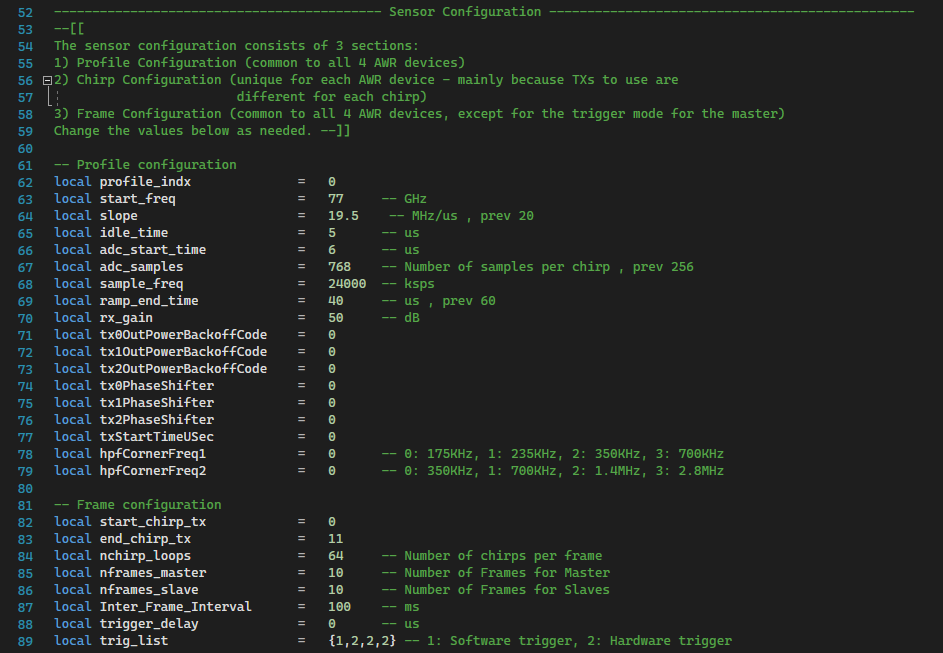 52 ------------------------------------------- Sensor Configuration ------------------------------------------------
53 --[[
54 The sensor configuration consists of 3 sections:
55 1) Profile Configuration (common to all 4 AWR devices)
56 2) Chirp Configuration (unique for each AWR device - mainly because TXs to use are
57                         different for each chirp)
58 3) Frame Configuration (common to all 4 AWR devices, except for the trigger mode for the master)
59 Change the values below as needed. --]]
60
61 -- Profile configuration
62 local profile_indx              =   0
63 local start_freq                =   77     -- GHz
64 local slope                     =   19.5    -- MHz/us , prev 20
65 local idle_time                 =   5      -- us
66 local adc_start_time            =   6      -- us
67 local adc_samples               =   768    -- Number of samples per chirp , prev 256
68 local sample_freq               =   24000  -- ksps
69 local ramp_end_time             =   40     -- us , prev 60
70 local rx_gain                   =   50     -- dB
71 local tx0OutPowerBackoffCode    =   0
72 local tx1OutPowerBackoffCode    =   0
73 local tx2OutPowerBackoffCode    =   0
74 local tx0PhaseShifter           =   0
75 local tx1PhaseShifter           =   0
76 local tx2PhaseShifter           =   0
77 local txStartTimeUSec           =   0
78 local hpfCornerFreq1            =   0      -- 0: 175KHz, 1: 235KHz, 2: 350KHz, 3: 700KHz
79 local hpfCornerFreq2            =   0      -- 0: 350KHz, 1: 700KHz, 2: 1.4MHz, 3: 2.8MHz
80
81 -- Frame configuration
82 local start_chirp_tx            =   0
83 local end_chirp_tx              =   11
84 local nchirp_loops              =   64     -- Number of chirps per frame
85 local nframes_master            =   10     -- Number of Frames for Master
86 local nframes_slave             =   10     -- Number of Frames for Slaves
87 local Inter_Frame_Interval      =   100    -- ms
88 local trigger_delay             =   0      -- us
89 local trig_list                 =   {1,2,2,2} -- 1: Software trigger, 2: Hardware trigger